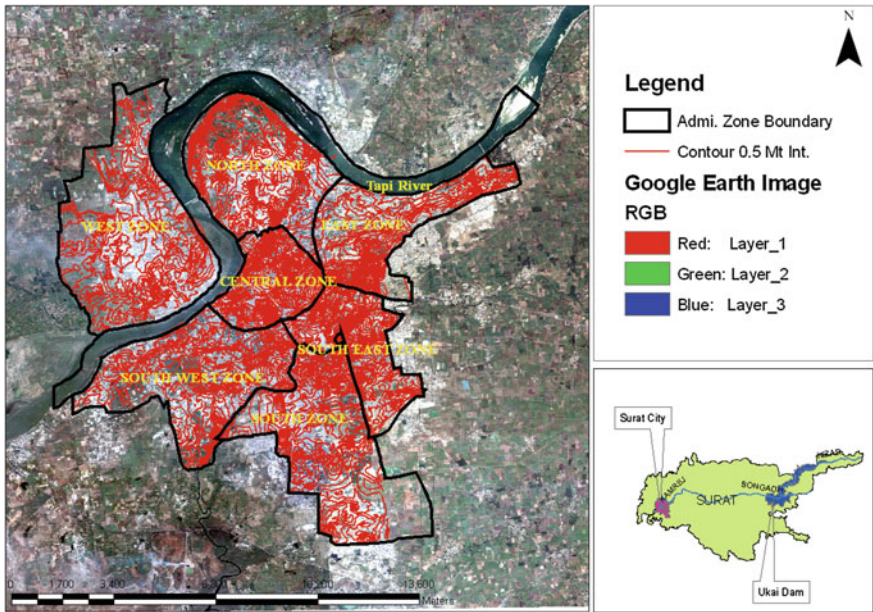 NORTH ZONE
Tapi River
WEST ZONE
EAST ZONE
CENTRAL ZONE
SOUTH EAST ZONE
SOUTH WEST ZONE
SOUTH ZONE
0 1,700 3,400 6,800 10,200 13,600
Meters
N
Legend
Admi. Zone Boundary
Contour 0.5 Mt Int.
Google Earth Image
RGB
Red: Layer_1
Green: Layer_2
Blue: Layer_3
Surat City
SURAT
Ukai Dam